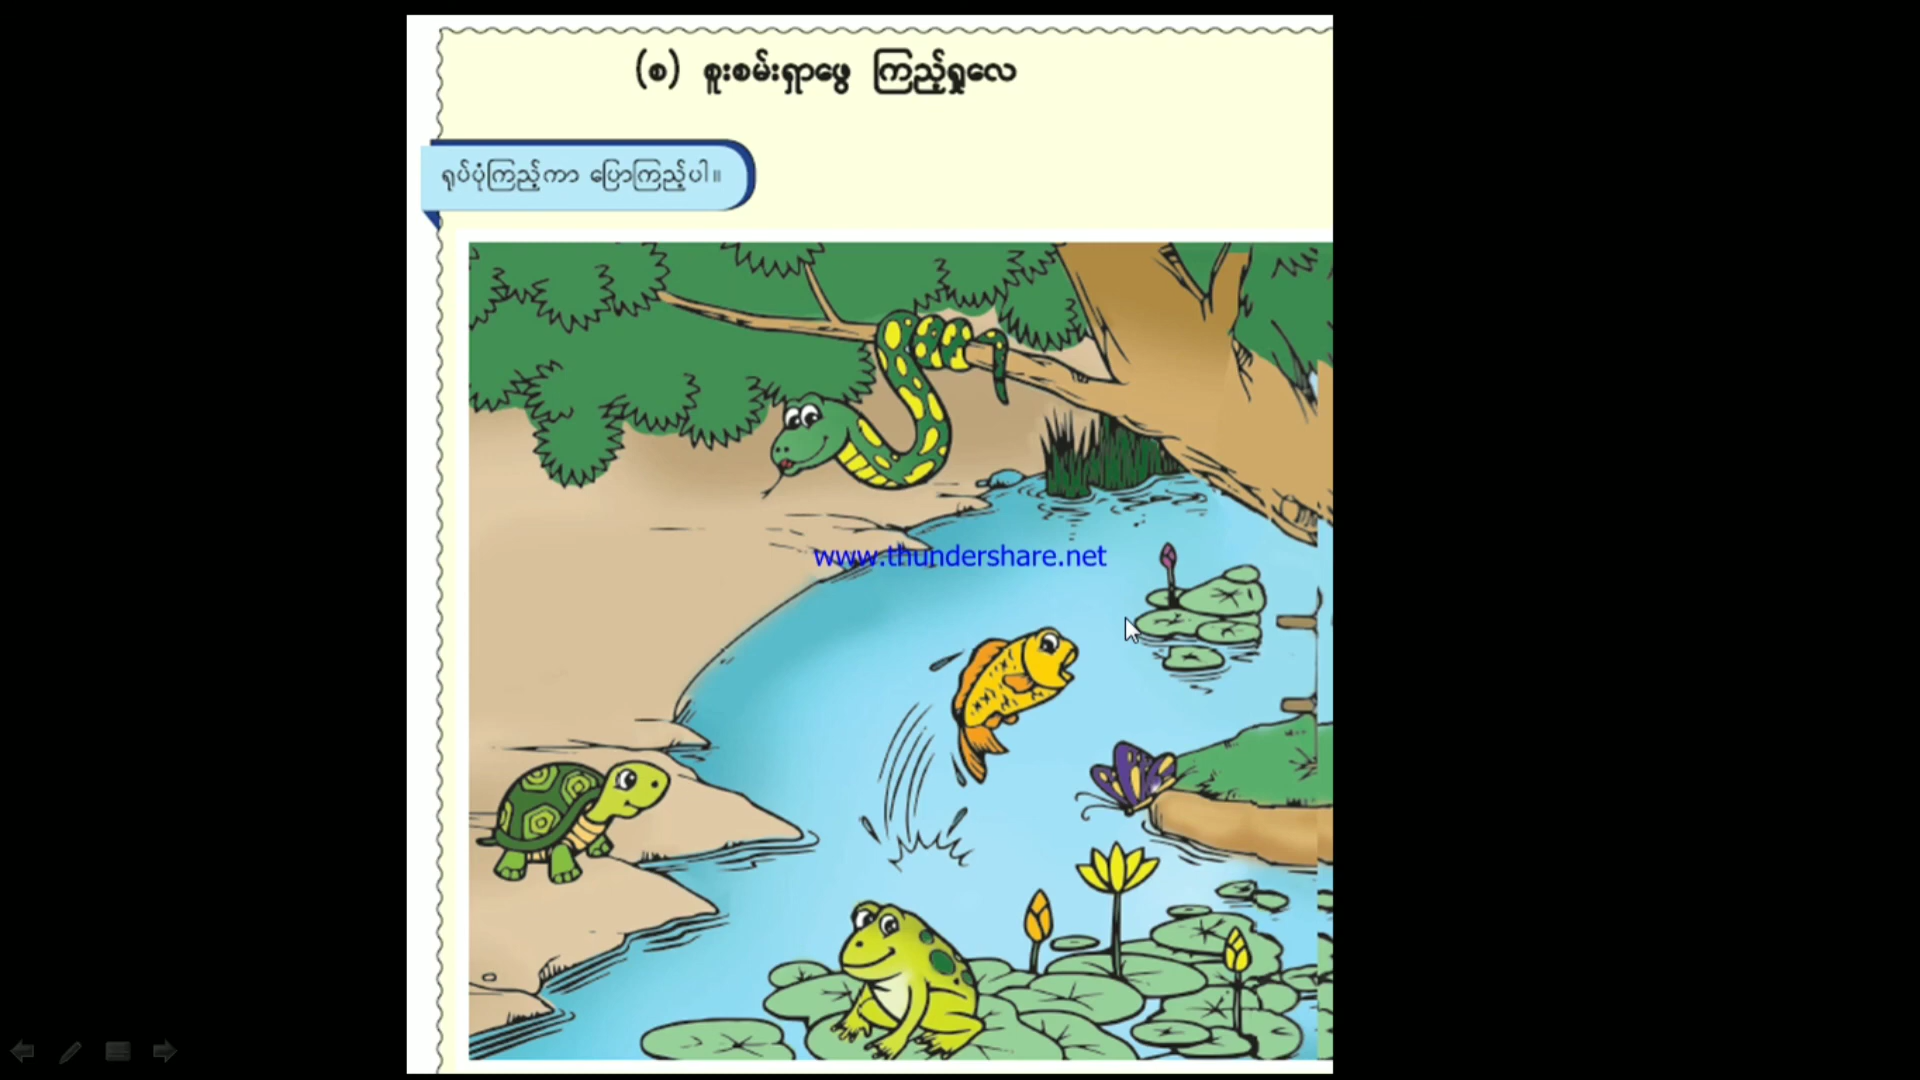 (စ) စူးစမ်းရှာဖွေ ကြည့်ရှုလေ
ရုပ်ပုံကြည့်ကာ ပြောကြည့်ပါ။
www.thundershare.net